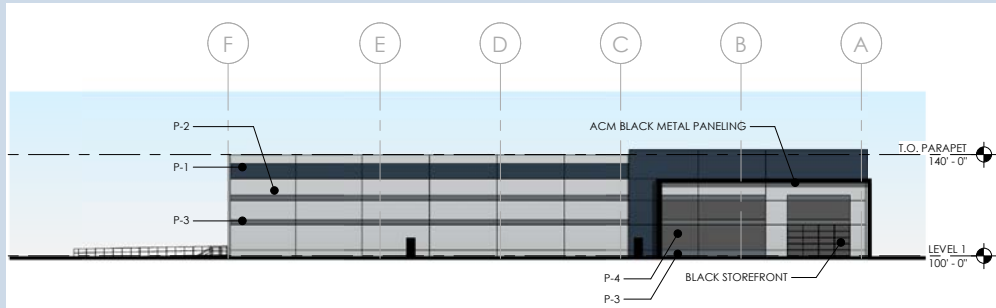 F E D C B A
P-2
ACM BLACK METAL PANELING
P-1
T.O. PARAPET
140' - 0"
P-3
LEVEL 1
100' - 0"
P-4
BLACK STOREFRONT
P-3